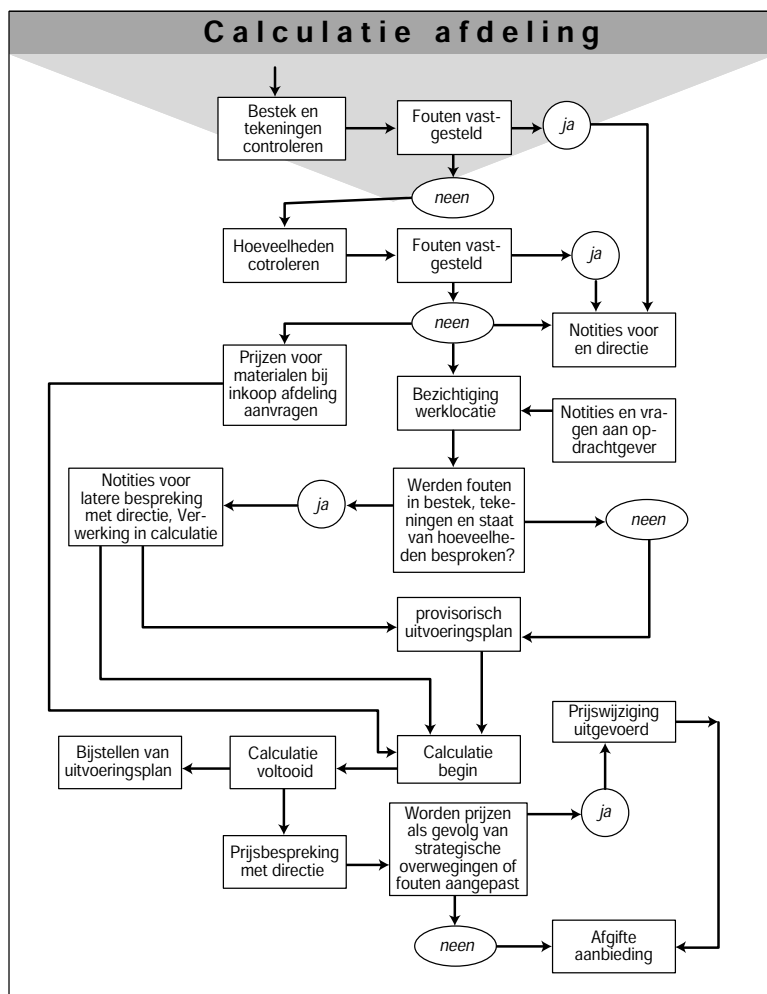 Calculatie afdeling
Bestek en
tekeningen
controleren
Fouten vast-
gesteld
ja
neen
Hoeveelheden
cotroleren
Fouten vast-
gesteld
ja
neen
Notities voor
en directie
Prijzen voor
materialen bij
inkoop afdeling
aanvragen
Bezichtiging
werklocatie
Notities en vra-
gen aan op-
drachtgever
Notities voor
latere bespreking
met directie, Ver-
werking in calculatie
ja
Werden fouten
in bestek, teke-
ningen en staat
van hoeveelhe-
den besproken?
neen
provisorisch
uitvoeringsplan
Prijswijziging
uitgevoerd
Bijstellen van
uitvoeringsplan
Calculatie
voltooid
Calculatie
begin
Prijsbespreking
met directie
Worden prijzen
als gevolg van
strategische
overwegingen of
fouten aangepast
ja
neen
Afgifte
aanbieding